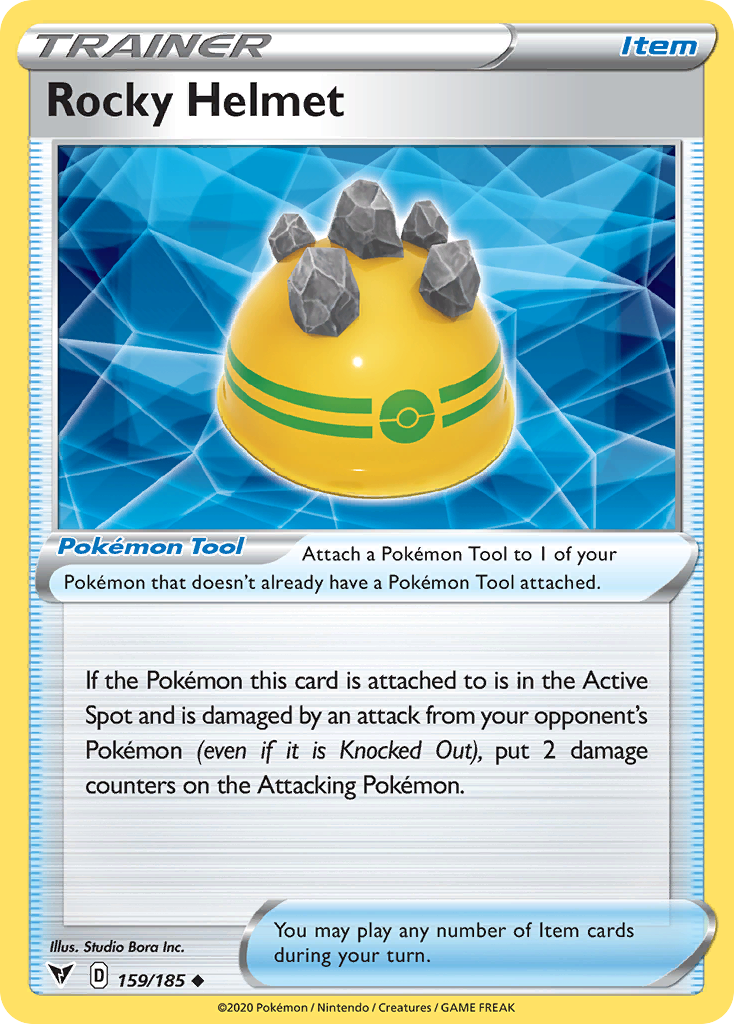 TRAINER
Item
Rocky Helmet
Pokémon Tool
Attach a Pokémon Tool to 1 of your
Pokémon that doesn't already have a Pokémon Tool attached.
If the Pokémon this card is attached to is in the Active
Spot and is damaged by an attack from your opponent's
Pokémon (even if it is Knocked Out), put 2 damage
counters on the Attacking Pokémon.
You may play any number of Item cards
during your turn.
Illus. Studio Bora Inc.
D 159/185
©2020 Pokémon / Nintendo / Creatures / GAME FREAK